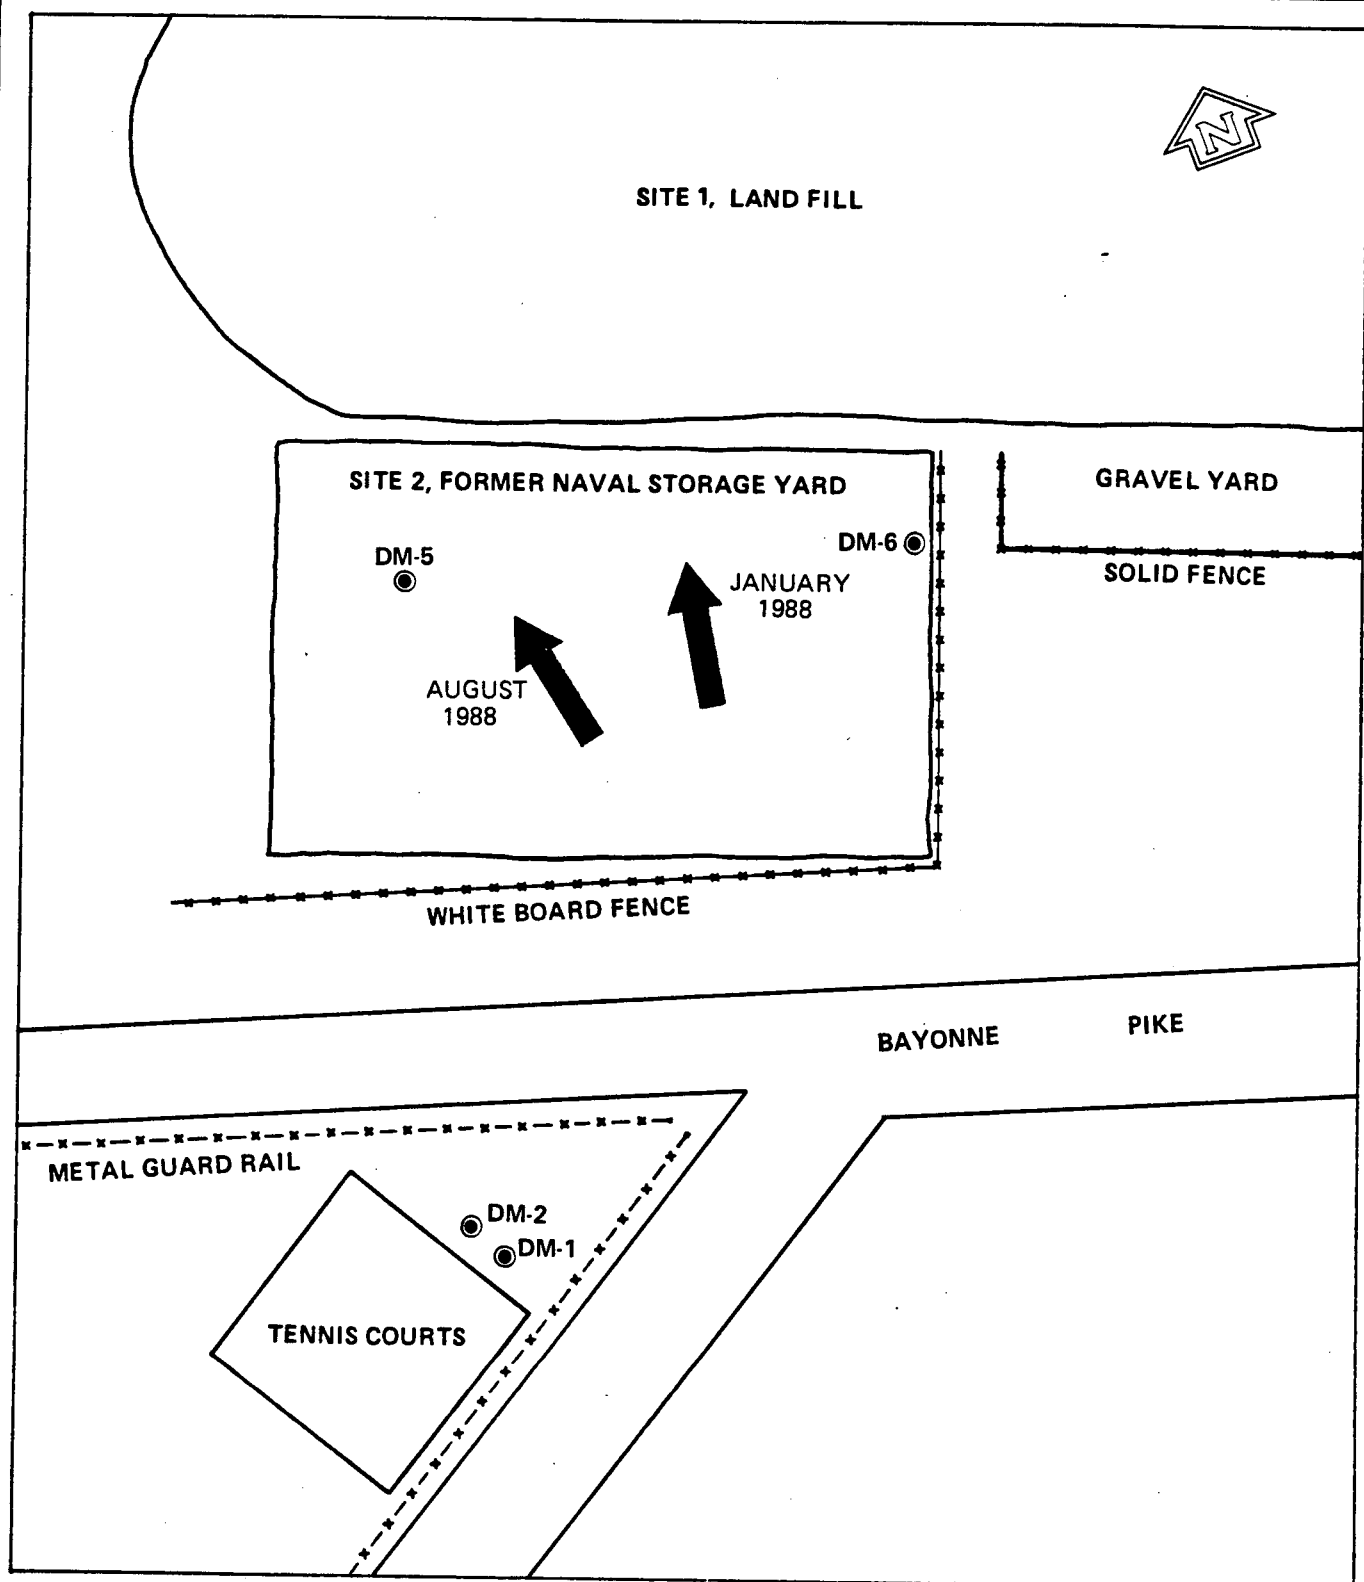 N
SITE 1, LAND FILL
SITE 2, FORMER NAVAL STORAGE YARD
GRAVEL YARD
DM-6
DM-5
SOLID FENCE
JANUARY
1988
AUGUST
1988
WHITE BOARD FENCE
BAYONNE PIKE
METAL GUARD RAIL
DM-2
DM-1
TENNIS COURTS